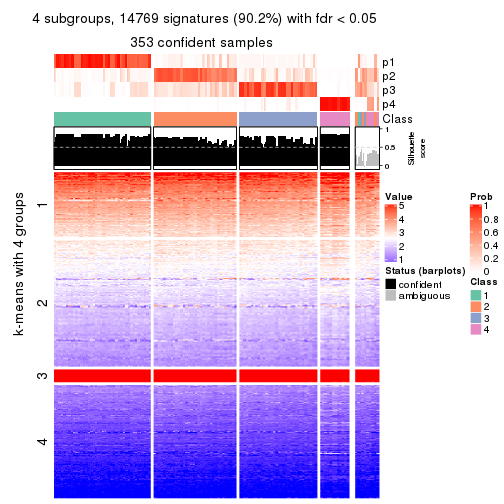 4 subgroups, 14769 signatures (90.2%) with fdr < 0.05
353 confident samples
p1
p2
p3
p4
Class
1
0.5
0
Silhouette
score
k-means with 4 groups
1
2
3
4
Value
5
4
3
2
1
Status (barplots)
confident
ambiguous
Prob
1
0.8
0.6
0.4
0.2
0
Class
1
2
3
4